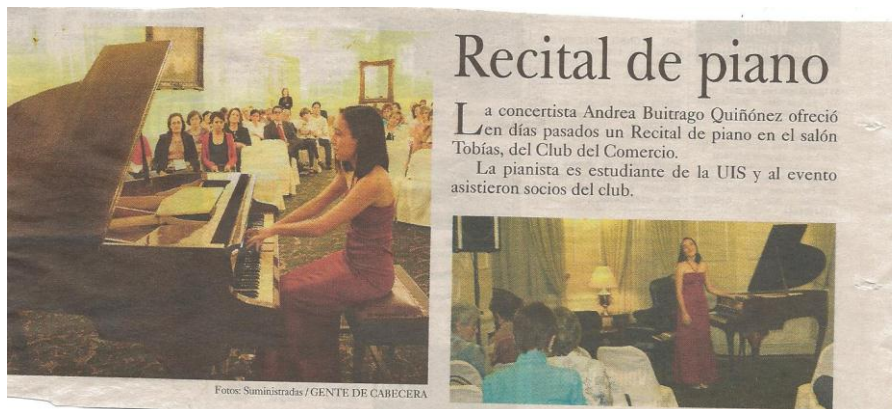 Recital de piano
La concertista Andrea Buitrago Quiñónez ofreció
en días pasados un Recital de piano en el salón
Tobías, del Club del Comercio.
La pianista es estudiante de la UIS y al evento
asistieron socios del club.
Fotos: Suministradas / GENTE DE CABECERA